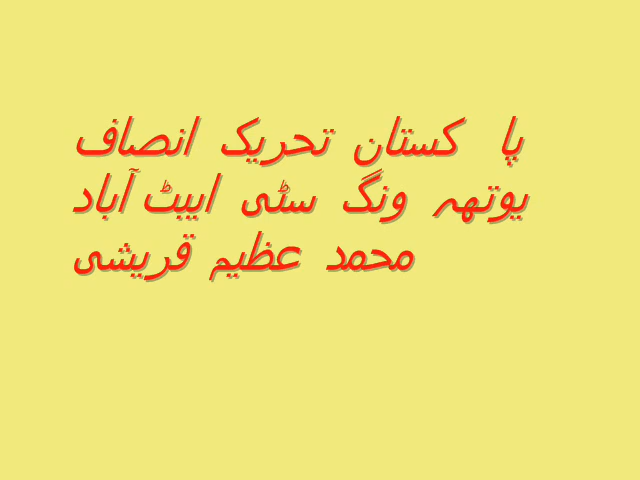 پا کستان تحریک انصاف
یوتھہ ونگ سٹی ایبٹ آباد
محمد عظیم قریشی